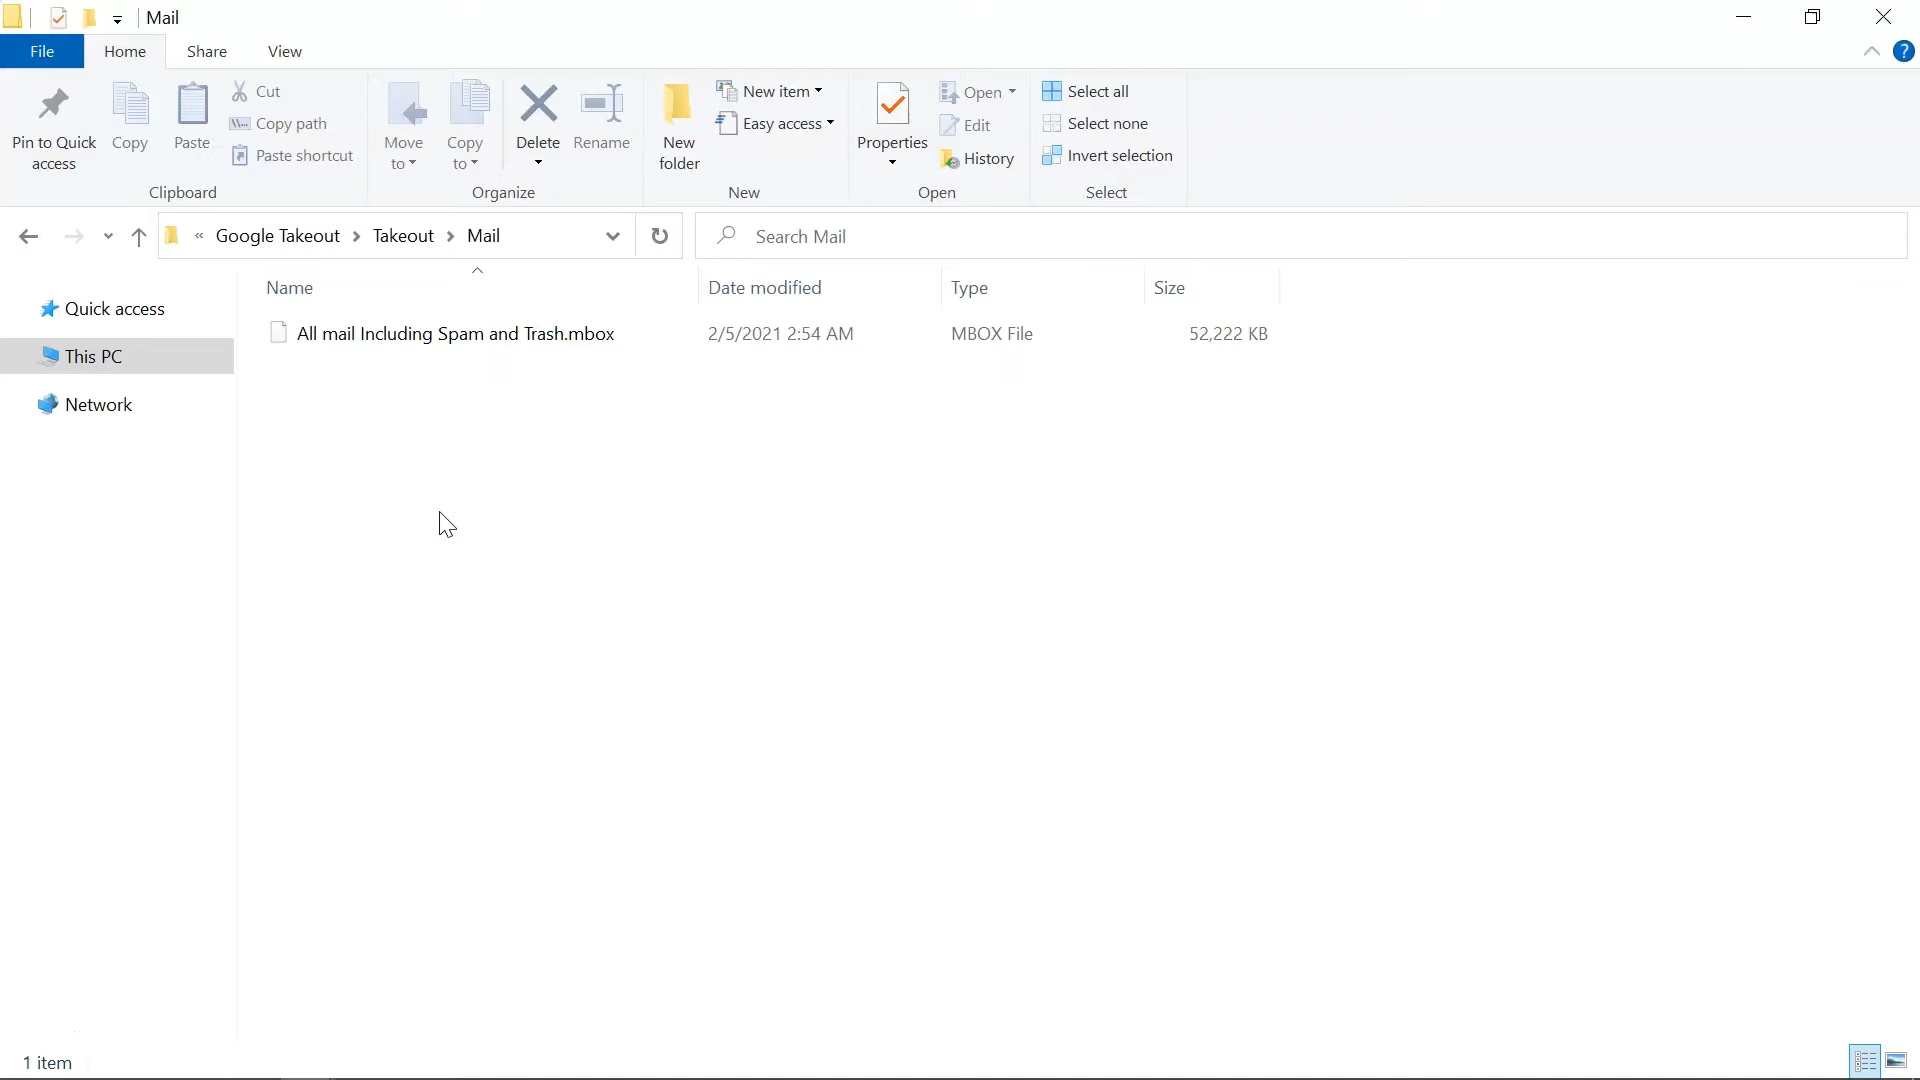 Mail
File Home Share View
Pin to Quick access
Copy
Paste
Cut
Copy path
Paste shortcut
Clipboard
Move to
Copy to
Delete
Rename
Organize
New folder
New item
Easy access
New
Properties
Open
Edit
History
Open
Select all
Select none
Invert selection
Select
« Google Takeout > Takeout > Mail
Search Mail
Name Date modified Type Size
All mail Including Spam and Trash.mbox 2/5/2021 2:54 AM MBOX File 52,222 KB
Quick access
This PC
Network
1 item